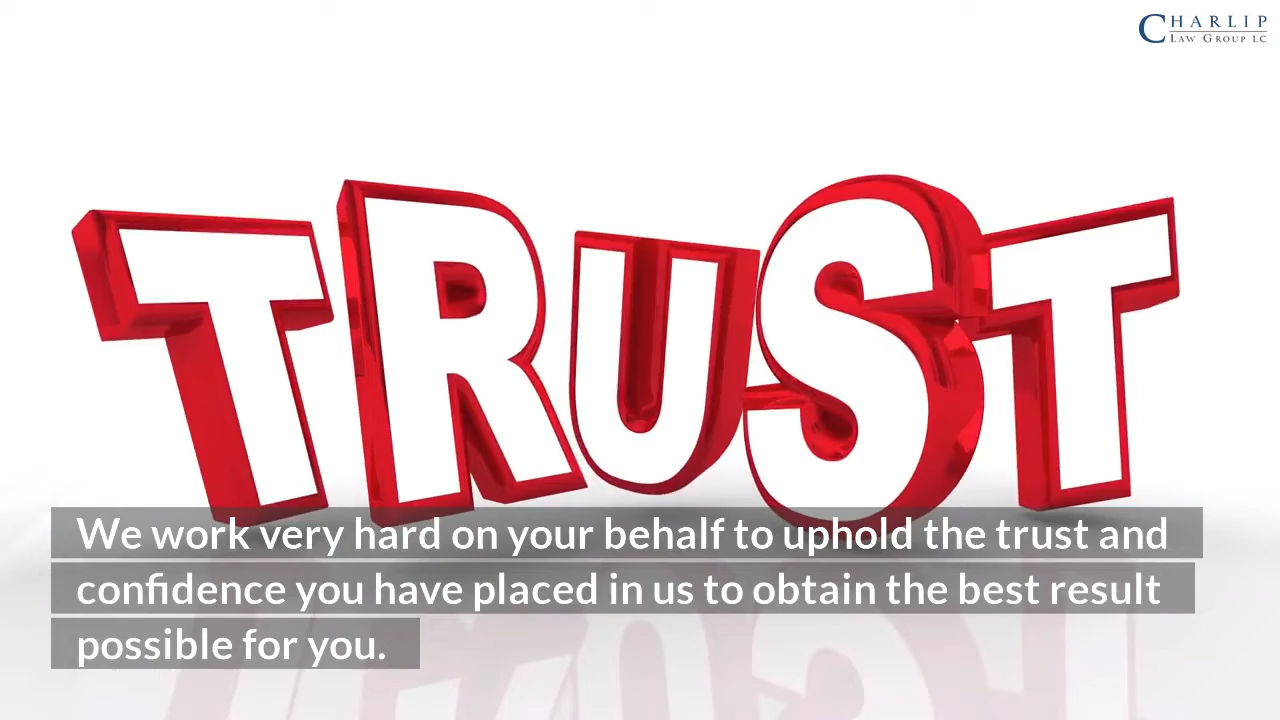 CHARLIP
LAW GROUP LC
TRUST
We work very hard on your behalf to uphold the trust and
confidence you have placed in us to obtain the best result
possible for you.